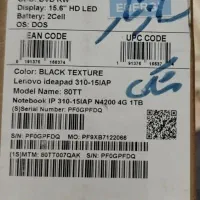 Display: 15.6" HD LED
Battery: 2Cell
OS: DOS
ENERGY
EAN CODE
UPC CODE
Color: BLACK TEXTURE
Lenovo ideapad 310-15IAP
Model Name: 80TT
Notebook IP 310-15IAP N4200 4G 1TB
(S)Serial Number: PF0GPFDQ
S/N: PF0GPFDQ MO: PF9XB7122066
(1S)MTM: 80TT007QAK S/N: PF0GPFDQ